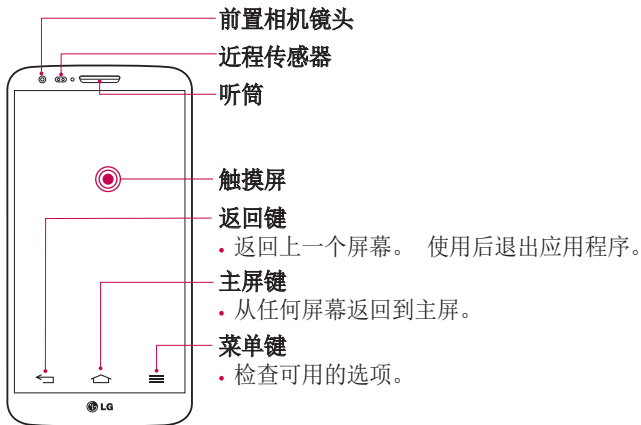 前置相机镜头
近程传感器
听筒
触摸屏
返回键
• 返回上一个屏幕。 使用后退出应用程序。
主屏键
• 从任何屏幕返回到主屏。
菜单键
• 检查可用的选项。
LG